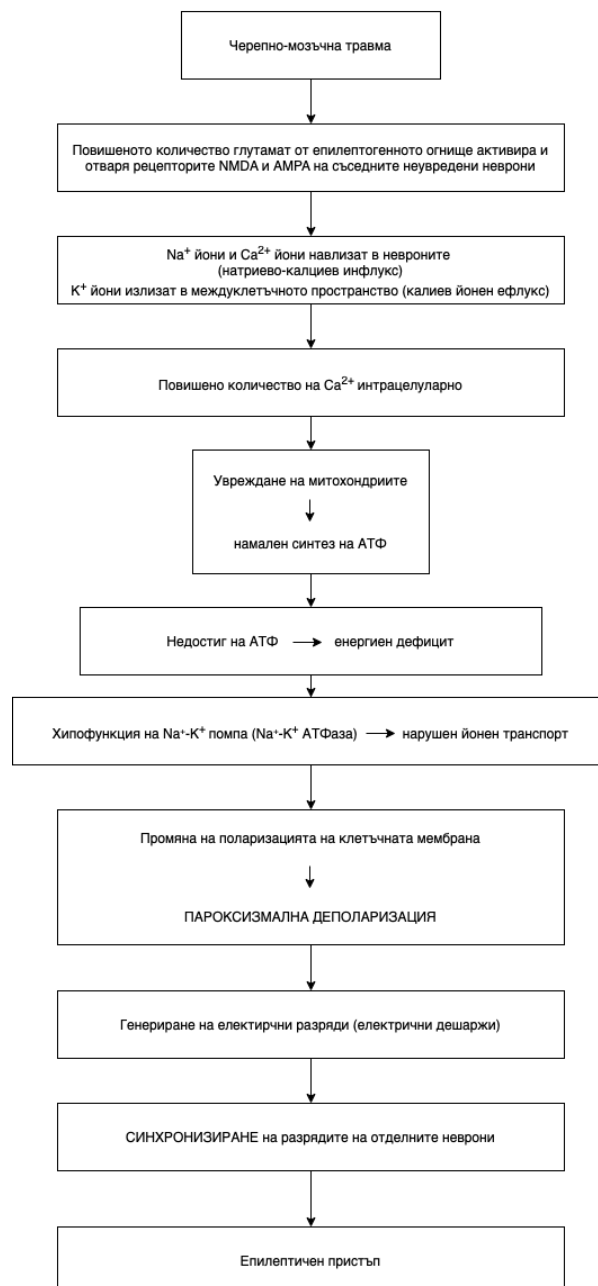 Черепно-мозъчна травма
Повишеното количество глутамат от епилептогенното огнище активира и
отваря рецепторите NMDA и AMPA на съседните неувредени неврони
Na⁺ йони и Ca²⁺ йони навлизат в невроните
(натриево-калциев инфлукс)
K⁺ йони излизат в междуклетъчното пространство (калиев йонен ефлукс)
Повишено количество на Ca²⁺ интрацелуларно
Увреждане на митохондриите
намален синтез на АТФ
Недостиг на АТФ → енергиен дефицит
Хипофункция на Na⁺-K⁺ помпа (Na⁺-K⁺ АТФаза) → нарушен йонен транспорт
Промяна на поляризацията на клетъчната мембрана
ПАРОКСИЗМАЛНА ДЕПОЛАРИЗАЦИЯ
Генериране на електирчни разряди (електрични дешаржи)
СИНХРОНИЗИРАНЕ на разрядите на отделните неврони
Епилептичен пристъп